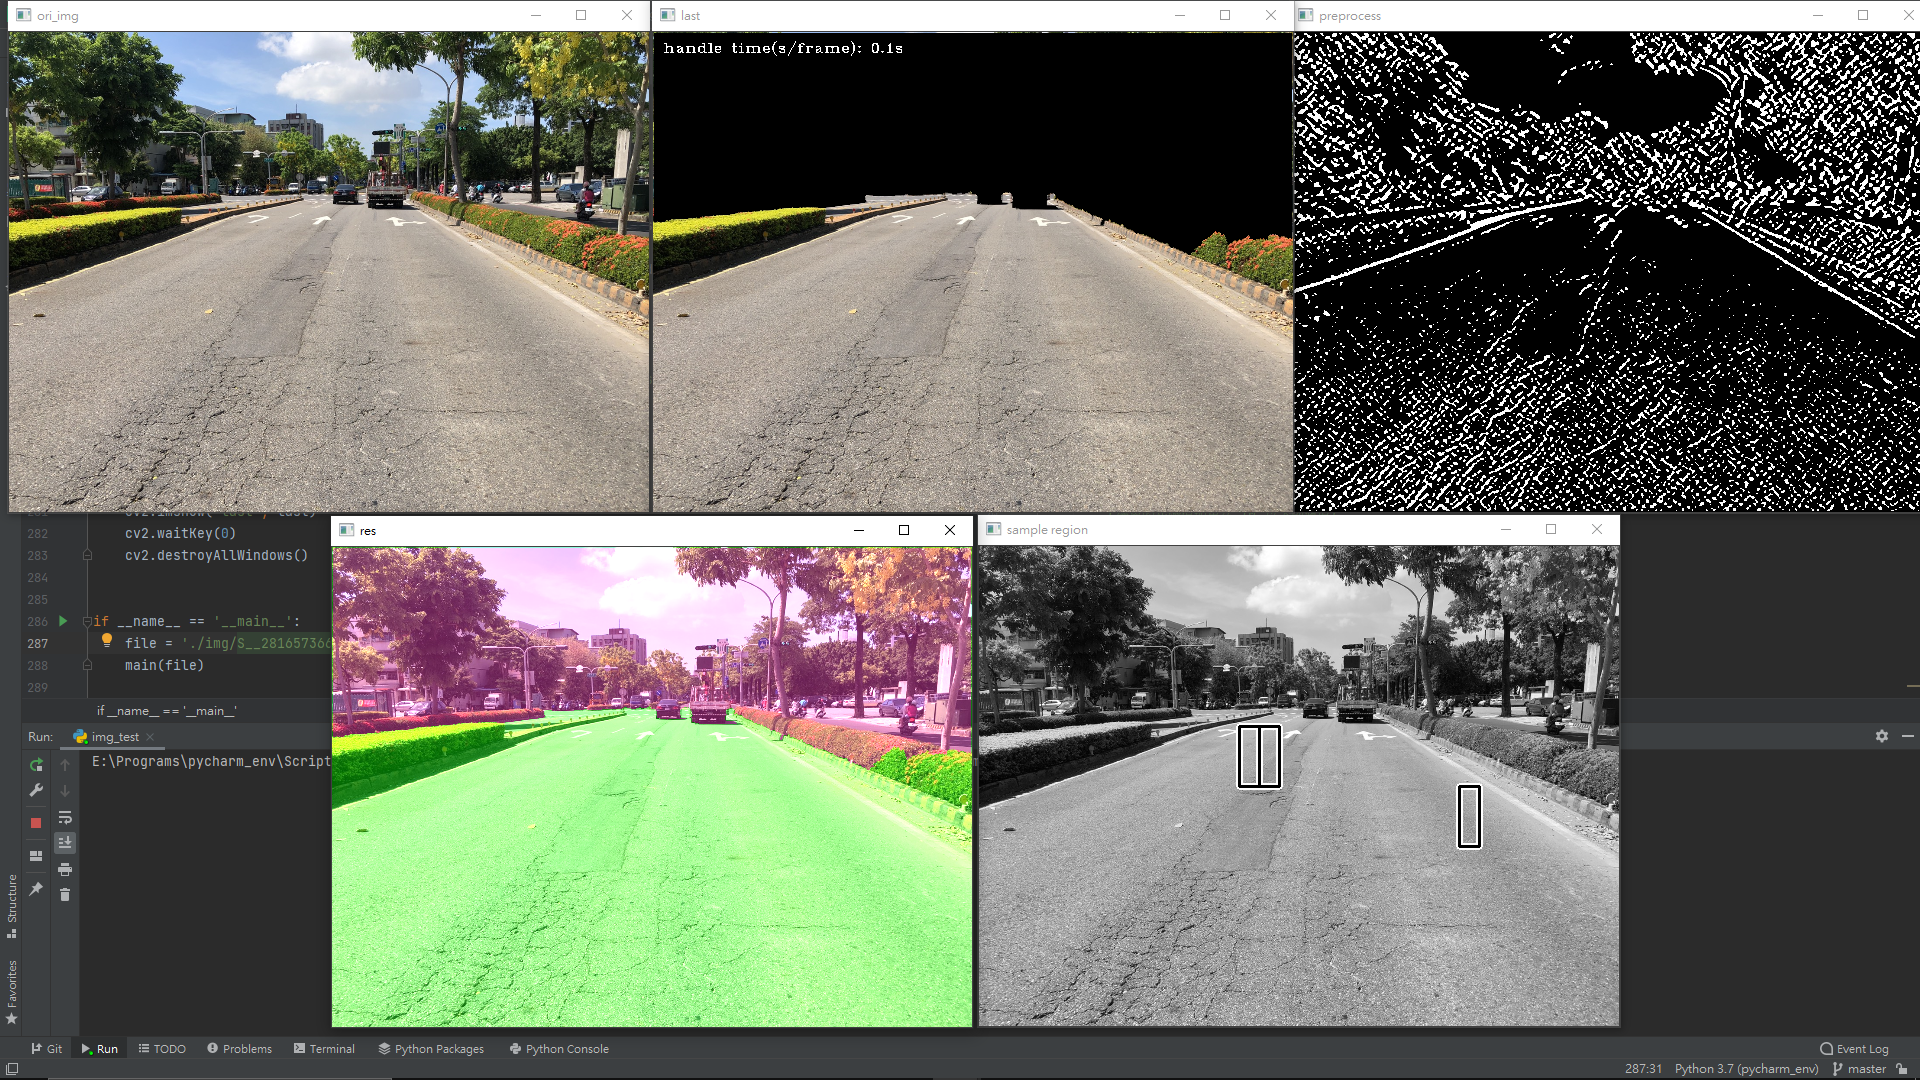 ori_img
last
preprocess
handle time(s/frame): 0.1s
282 cv2.waitKey(0)
283 cv2.destroyAllWindows()
284
285
286 if __name__ == '__main__':
287 file = './img/S__28165736
288 main(file)
289
if __name__ == '__main__'
res
sample region
Run: img_test
E:\Programs\pycharm_env\Script
Structure
Favorites
Git Run TODO Problems Terminal Python Packages Python Console Event Log
287:31 Python 3.7 (pycharm_env) master